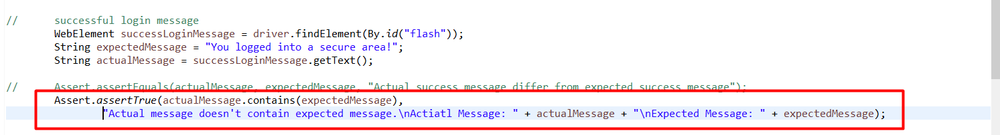 // successful login message
WebElement successLoginMessage = driver.findElement(By.id("flash"));
String expectedMessage = "You logged into a secure area!";
String actualMessage = successLoginMessage.getText();
// Assert.assertEquals(actualMessage, expectedMessage, "Actual success message differ from expected success message");
Assert.assertTrue(actualMessage.contains(expectedMessage),
"Actual message doesn't contain expected message.\nActiatl Message: " + actualMessage + "\nExpected Message: " + expectedMessage);